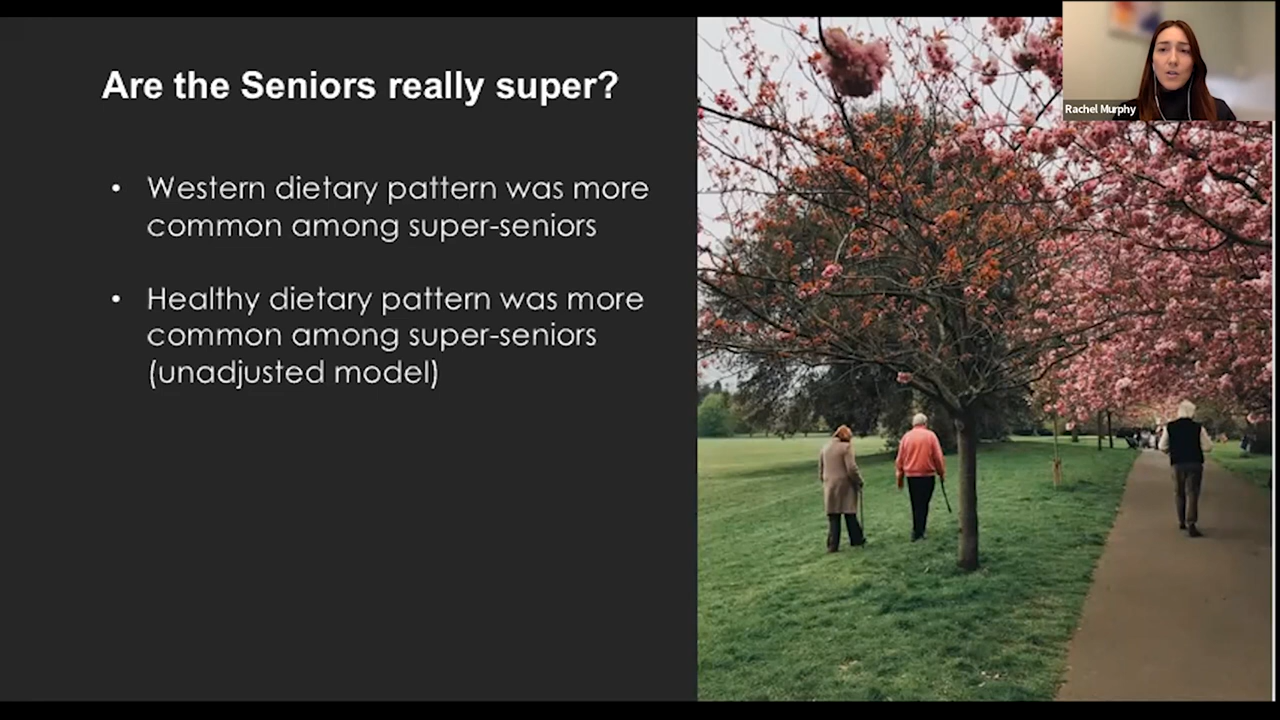 Are the Seniors really super?
Rachel Murphy
• Western dietary pattern was more
common among super-seniors
• Healthy dietary pattern was more
common among super-seniors
(unadjusted model)